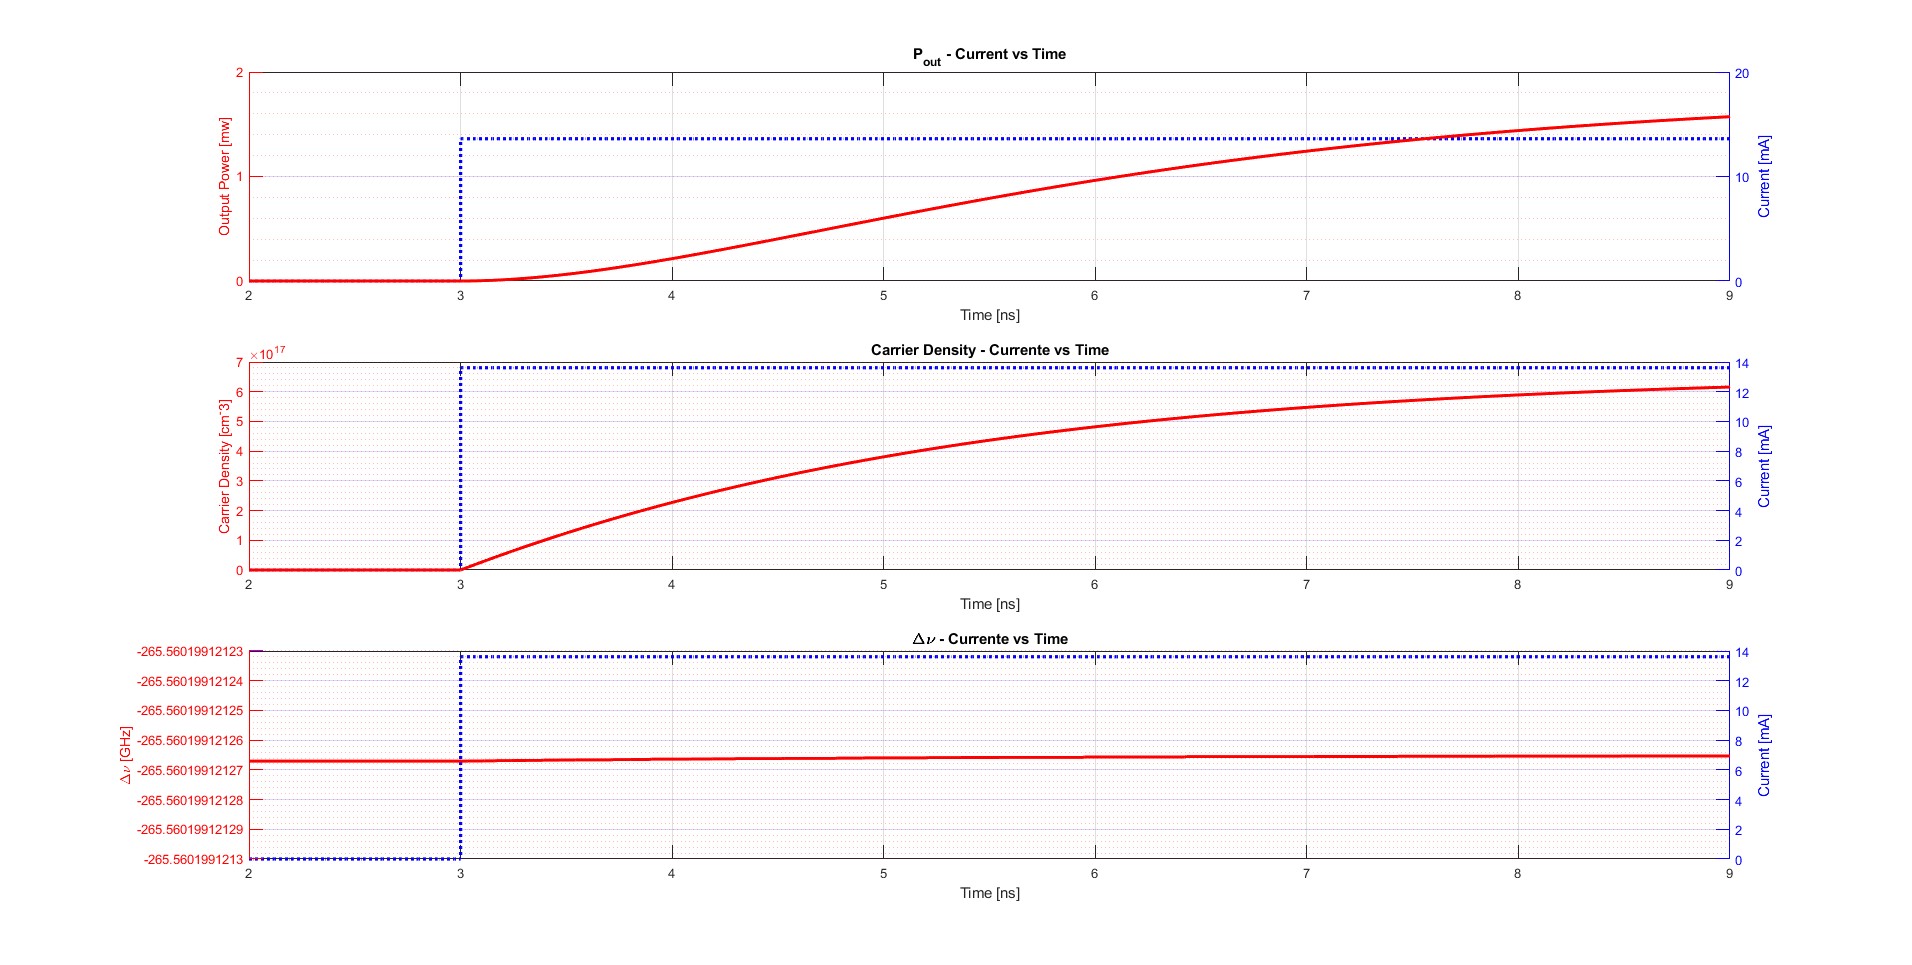 P_out - Current vs Time
2
1
0
Output Power [mw]
20
10
0
Current [mA]
2 3 4 5 6 7 8 9
Time [ns]
Carrier Density - Currente vs Time
×10^17
7
6
5
4
3
2
1
0
Carrier Density [cm^-3]
14
12
10
8
6
4
2
0
Current [mA]
2 3 4 5 6 7 8 9
Time [ns]
Δν - Currente vs Time
-265.56019912123
-265.56019912124
-265.56019912125
-265.56019912126
-265.56019912127
-265.56019912128
-265.56019912129
-265.5601991213
Δν [GHz]
14
12
10
8
6
4
2
0
Current [mA]
2 3 4 5 6 7 8 9
Time [ns]